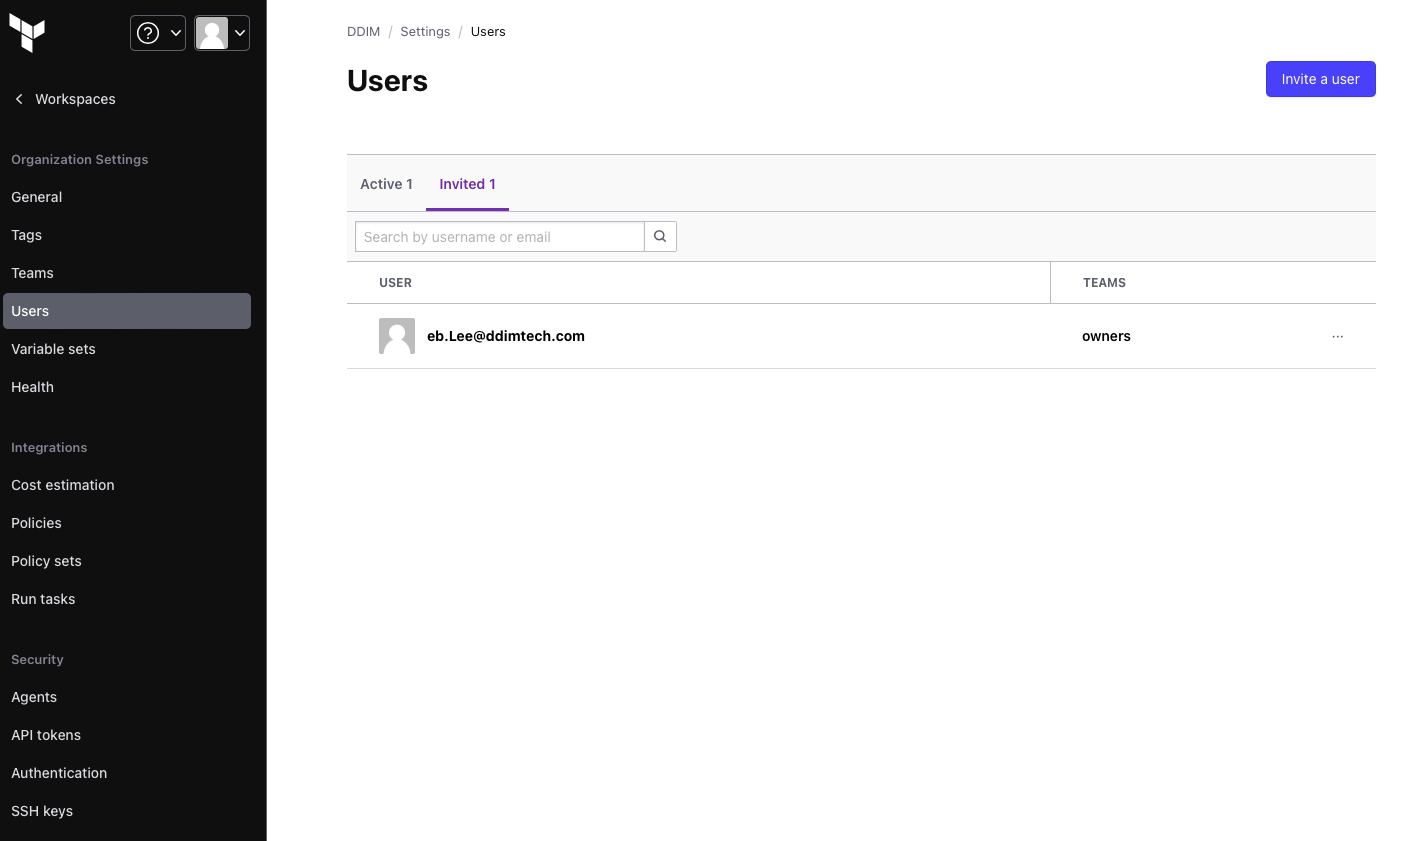 DDIM / Settings / Users
Users
Invite a user
Workspaces
Organization Settings
General
Tags
Teams
Users
Variable sets
Health
Integrations
Cost estimation
Policies
Policy sets
Run tasks
Security
Agents
API tokens
Authentication
SSH keys
Active 1 Invited 1
Search by username or email
USER TEAMS
eb.Lee@ddimtech.com owners ...